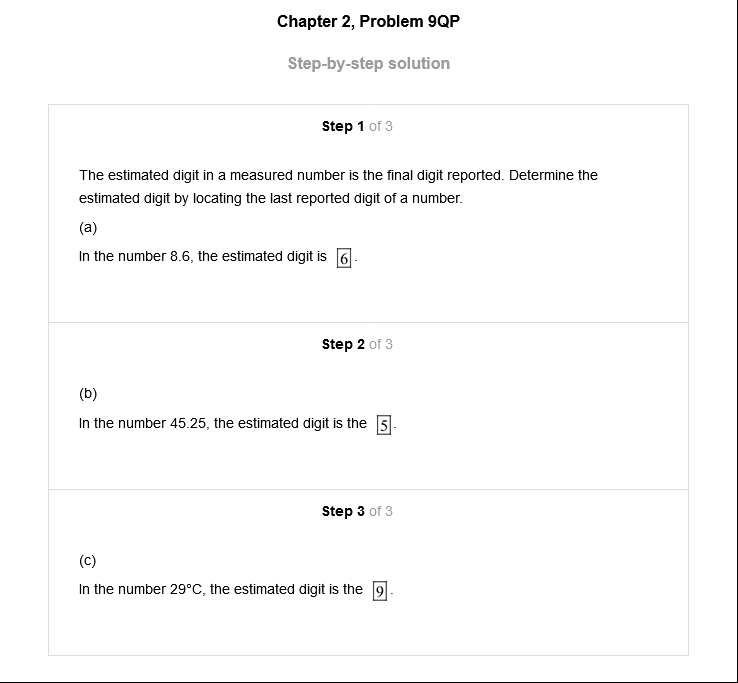 Chapter 2, Problem 9QP
Step-by-step solution
Step 1 of 3
The estimated digit in a measured number is the final digit reported. Determine the
estimated digit by locating the last reported digit of a number.
(a)
In the number 8.6, the estimated digit is 6.
Step 2 of 3
(b)
In the number 45.25, the estimated digit is the 5.
Step 3 of 3
(c)
In the number 29°C, the estimated digit is the 9.